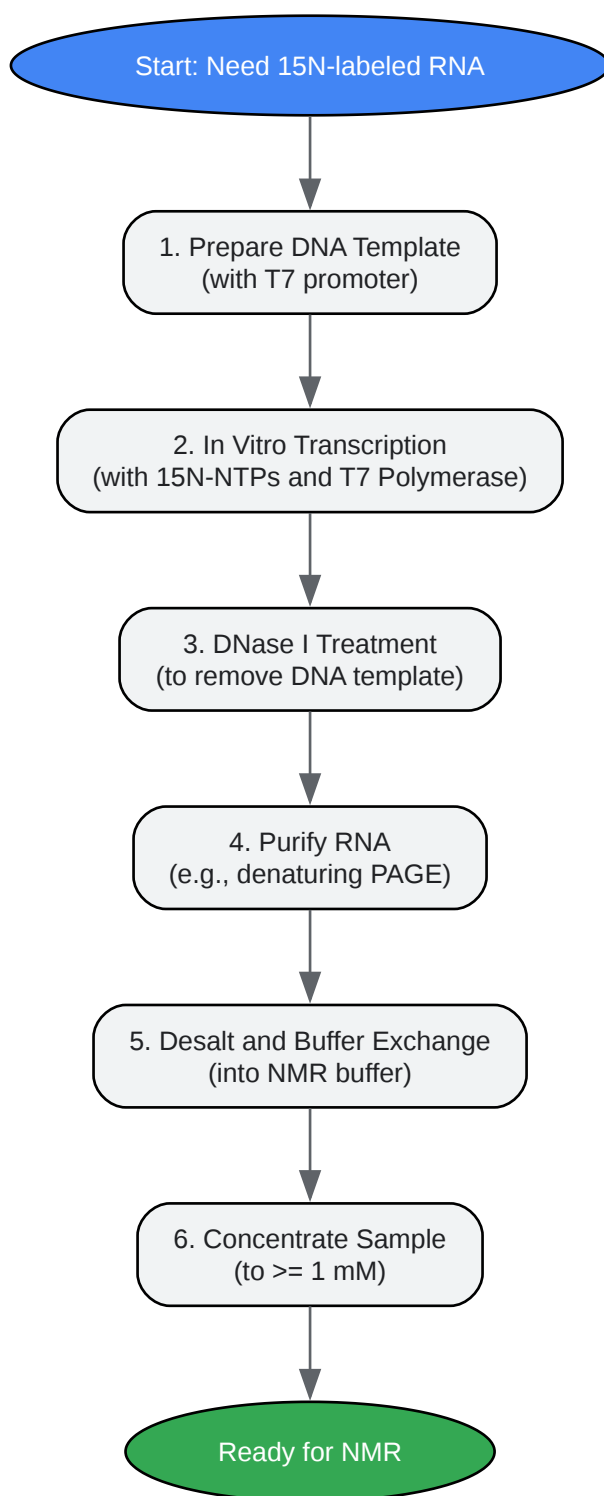 Start: Need 15N-labeled RNA
1. Prepare DNA Template
(with T7 promoter)
2. In Vitro Transcription
(with 15N-NTPs and T7 Polymerase)
3. DNase I Treatment
(to remove DNA template)
4. Purify RNA
(e.g., denaturing PAGE)
5. Desalt and Buffer Exchange
(into NMR buffer)
6. Concentrate Sample
(to >= 1 mM)
Ready for NMR